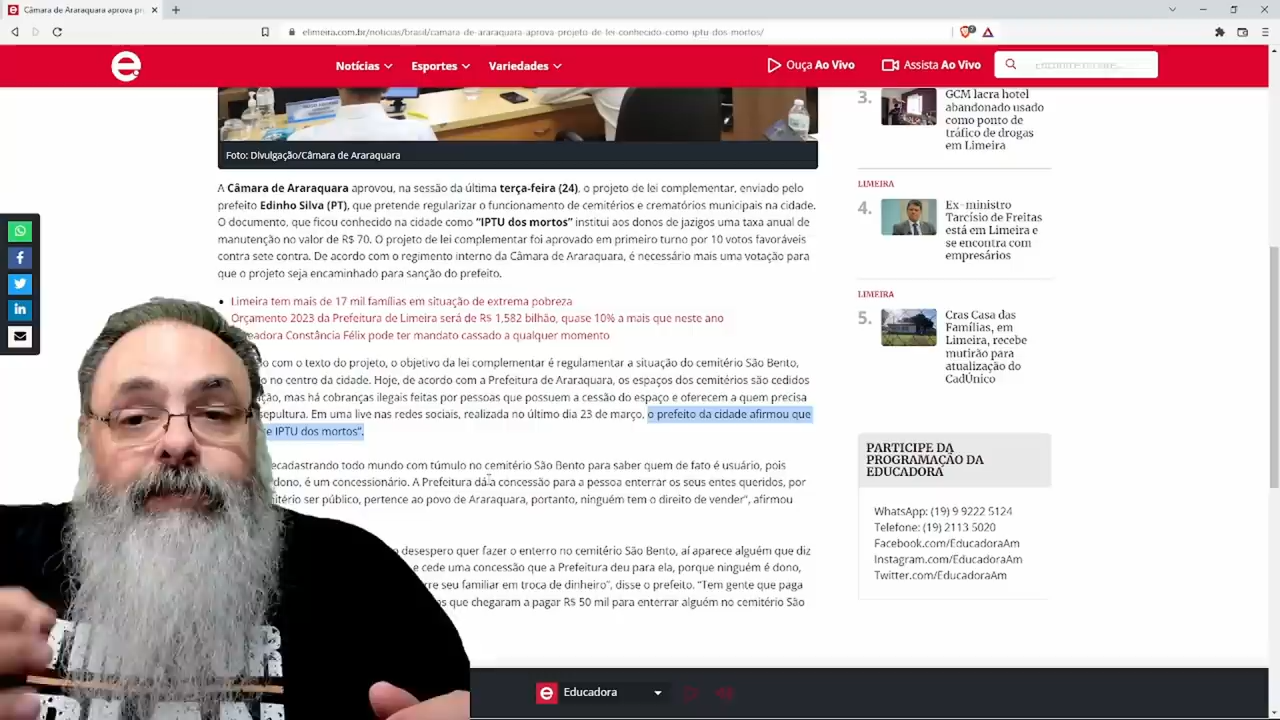 Câmara de Araraquara aprova pr
elimeira.com.br/noticias/brasil/camara-de-araraquara-aprova-projeto-de-lei-conhecido-como-iptu-dos-mortos/
e
Notícias
Esportes
Variedades
Ouça Ao Vivo
Assista Ao Vivo
Foto: Divulgação/Câmara de Araraquara
A Câmara de Araraquara aprovou, na sessão da última terça-feira (24), o projeto de lei complementar, enviado pelo
prefeito Edinho Silva (PT), que pretende regularizar o funcionamento de cemitérios e crematórios municipais na cidade.
O documento, que ficou conhecido na cidade como "IPTU dos mortos" institui aos donos de jazigos uma taxa anual de
manutenção no valor de R$ 70. O projeto de lei complementar foi aprovado em primeiro turno por 10 votos favoráveis
contra sete contra. De acordo com o regimento interno da Câmara de Araraquara, é necessário mais uma votação para
que o projeto seja encaminhado para sanção do prefeito.
Limeira tem mais de 17 mil famílias em situação de extrema pobreza
Orçamento 2023 da Prefeitura de Limeira será de R$ 1,582 bilhão, quase 10% a mais que neste ano
eadora Constância Félix pode ter mandato cassado a qualquer momento
o com o texto do projeto, o objetivo da lei complementar é regulamentar a situação do cemitério São Bento,
o no centro da cidade. Hoje, de acordo com a Prefeitura de Araraquara, os espaços dos cemitérios são cedidos
ação, mas há cobranças ilegais feitas por pessoas que possuem a cessão do espaço e oferecem a quem precisa
sepultura. Em uma live nas redes sociais, realizada no último dia 23 de março, o prefeito da cidade afirmou que
e IPTU dos mortos".
ecadastrando todo mundo com túmulo no cemitério São Bento para saber quem de fato é usuário, pois
dono, é um concessionário. A Prefeitura dá a concessão para a pessoa enterrar os seus entes queridos, por
itério ser público, pertence ao povo de Araraquara, portanto, ninguém tem o direito de vender", afirmou
o desespero quer fazer o enterro no cemitério São Bento, aí aparece alguém que diz
e cede uma concessão que a Prefeitura deu para ela, porque ninguém é dono,
rre seu familiar em troca de dinheiro", disse o prefeito. "Tem gente que paga
as que chegaram a pagar R$ 50 mil para enterrar alguém no cemitério São
3.
GCM lacra hotel
abandonado usado
como ponto de
tráfico de drogas
em Limeira
LIMEIRA
4.
Ex-ministro
Tarcísio de Freitas
está em Limeira e
se encontra com
empresários
LIMEIRA
5.
Cras Casa das
Famílias, em
Limeira, recebe
mutirão para
atualização do
CadÚnico
PARTICIPE DA
PROGRAMAÇÃO DA
EDUCADORA
WhatsApp: (19) 9 9222 5124
Telefone: (19) 2113 5020
Facebook.com/EducadoraAm
Instagram.com/EducadoraAm
Twitter.com/EducadoraAm
e Educadora